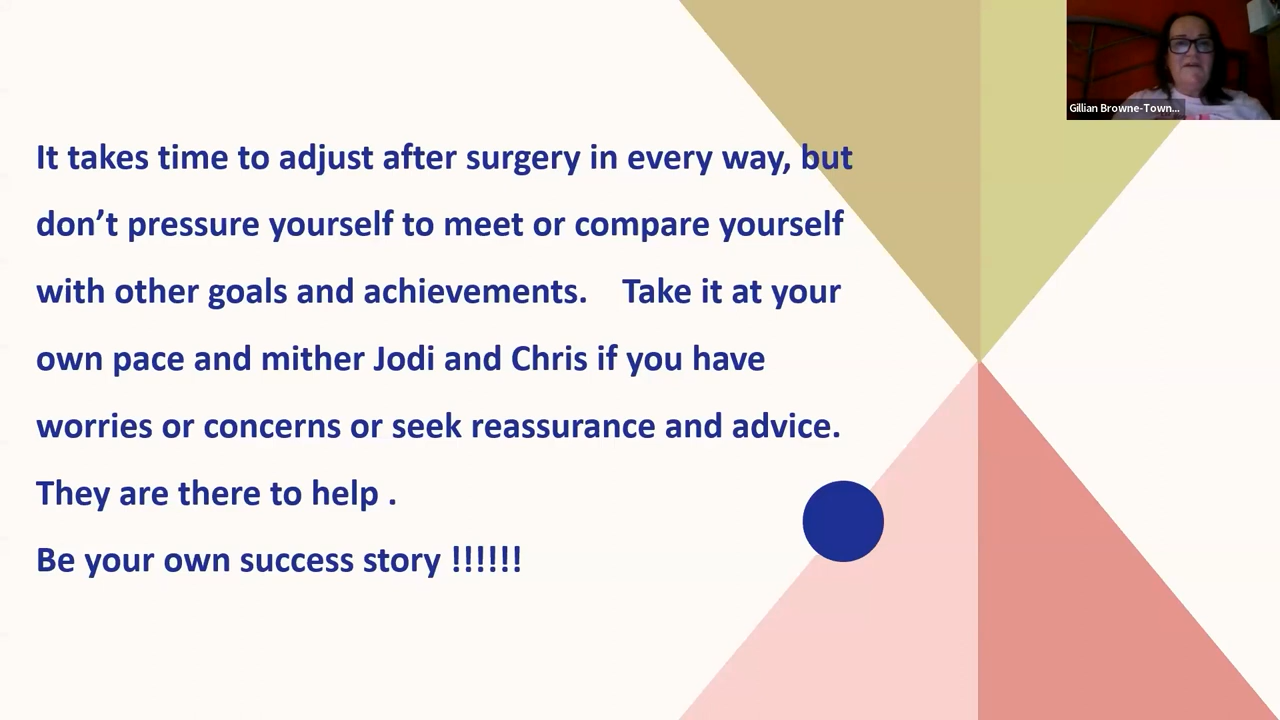 Gillian Browne-Town...
It takes time to adjust after surgery in every way, but
don’t pressure yourself to meet or compare yourself
with other goals and achievements.    Take it at your
own pace and mither Jodi and Chris if you have
worries or concerns or seek reassurance and advice.
They are there to help .
Be your own success story !!!!!!